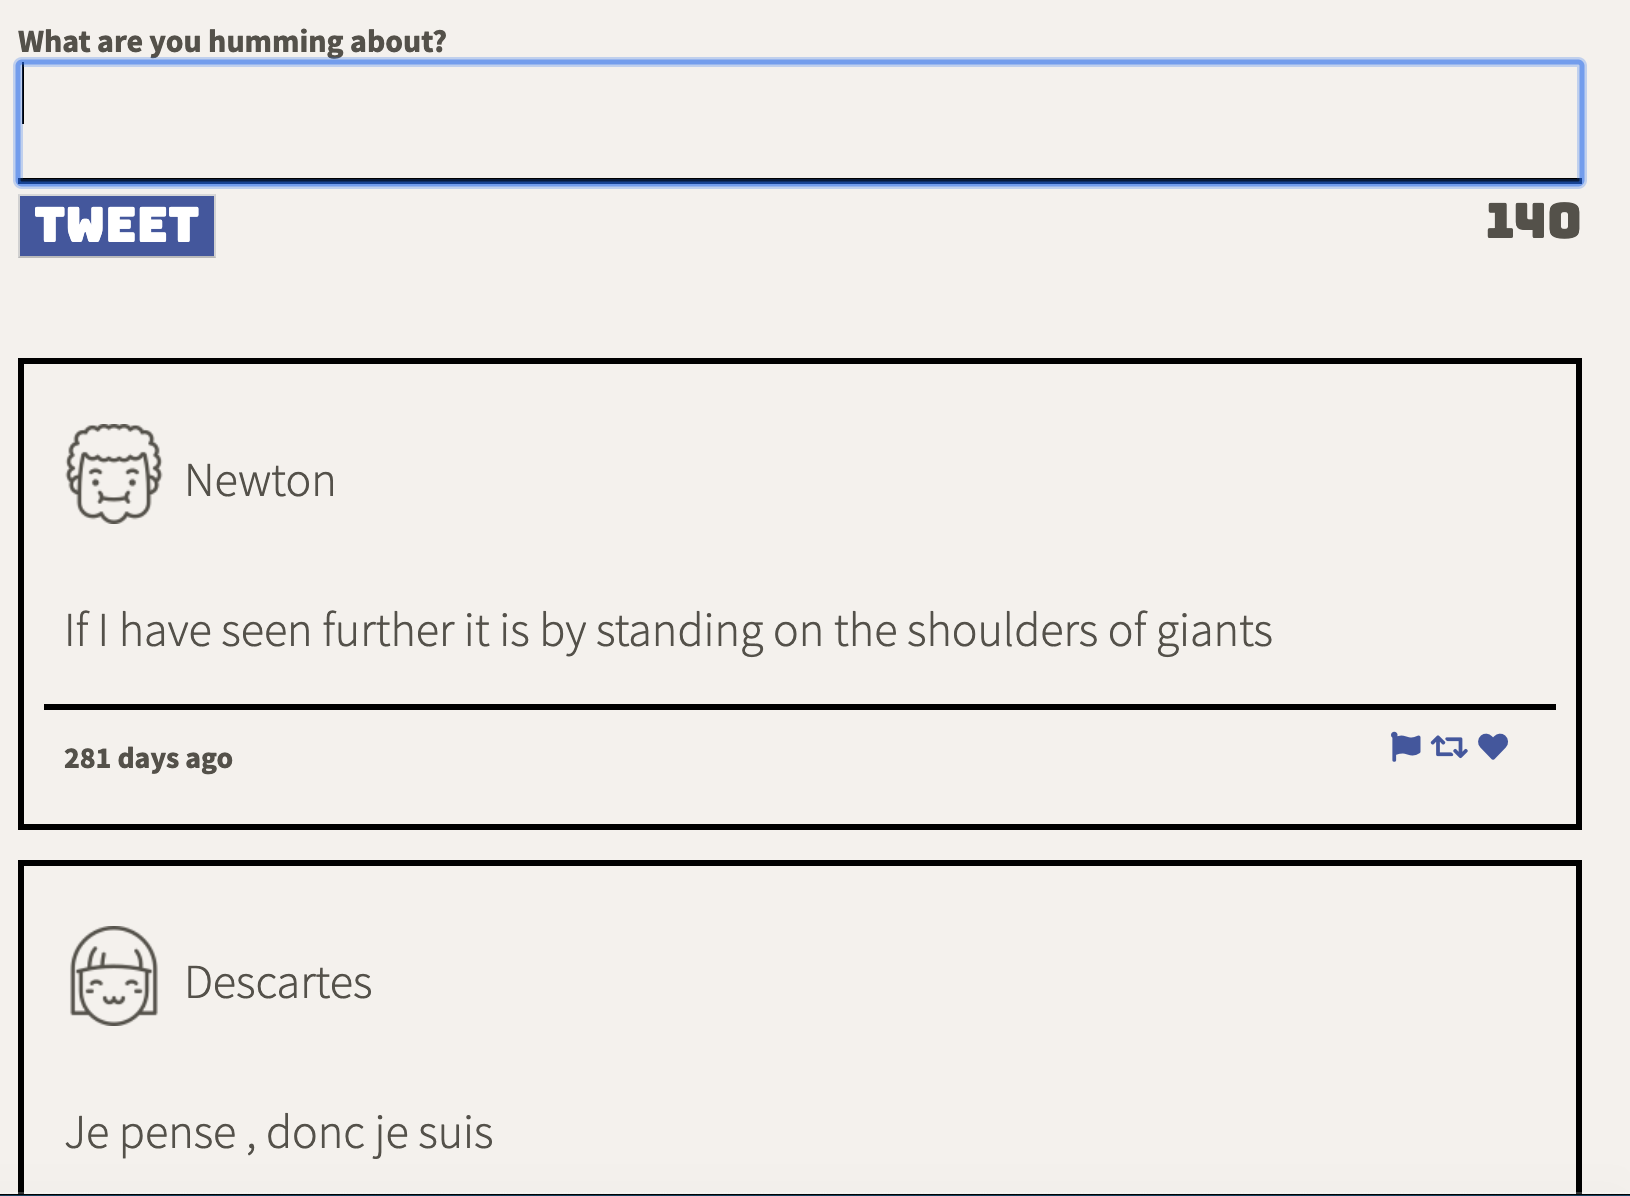 What are you humming about?
TWEET
140
Newton
If I have seen further it is by standing on the shoulders of giants
281 days ago
Descartes
Je pense , donc je suis